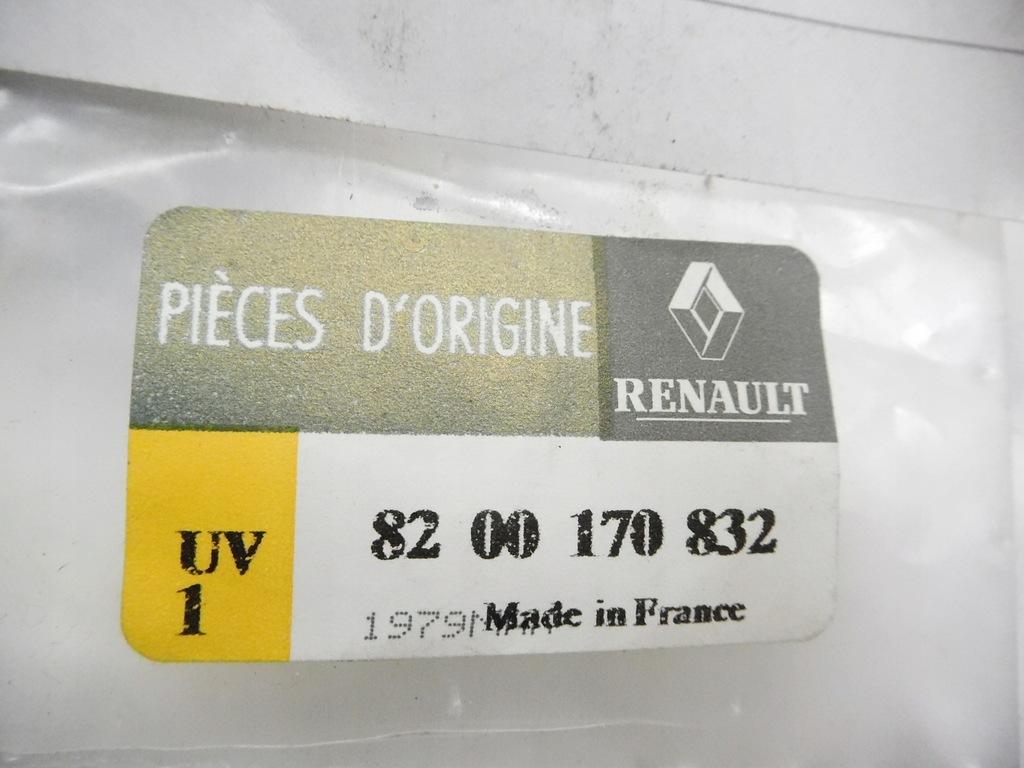 PIÈCES D'ORIGINE
RENAULT
UV
1
82 00 170 832
Made in France